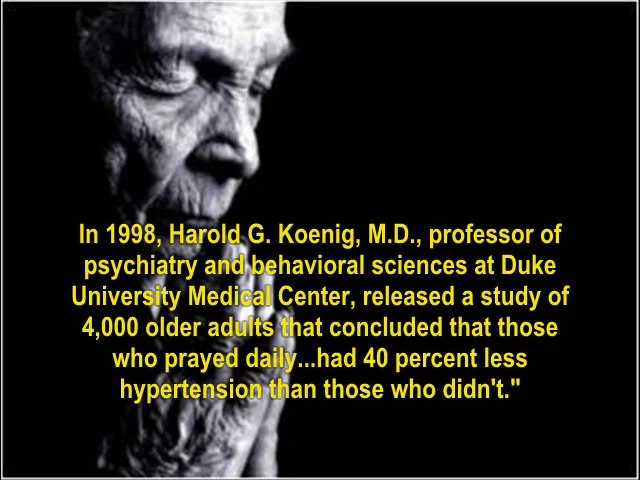 In 1998, Harold G. Koenig, M.D., professor of
psychiatry and behavioral sciences at Duke
University Medical Center, released a study of
4,000 older adults that concluded that those
who prayed daily...had 40 percent less
hypertension than those who didn't."